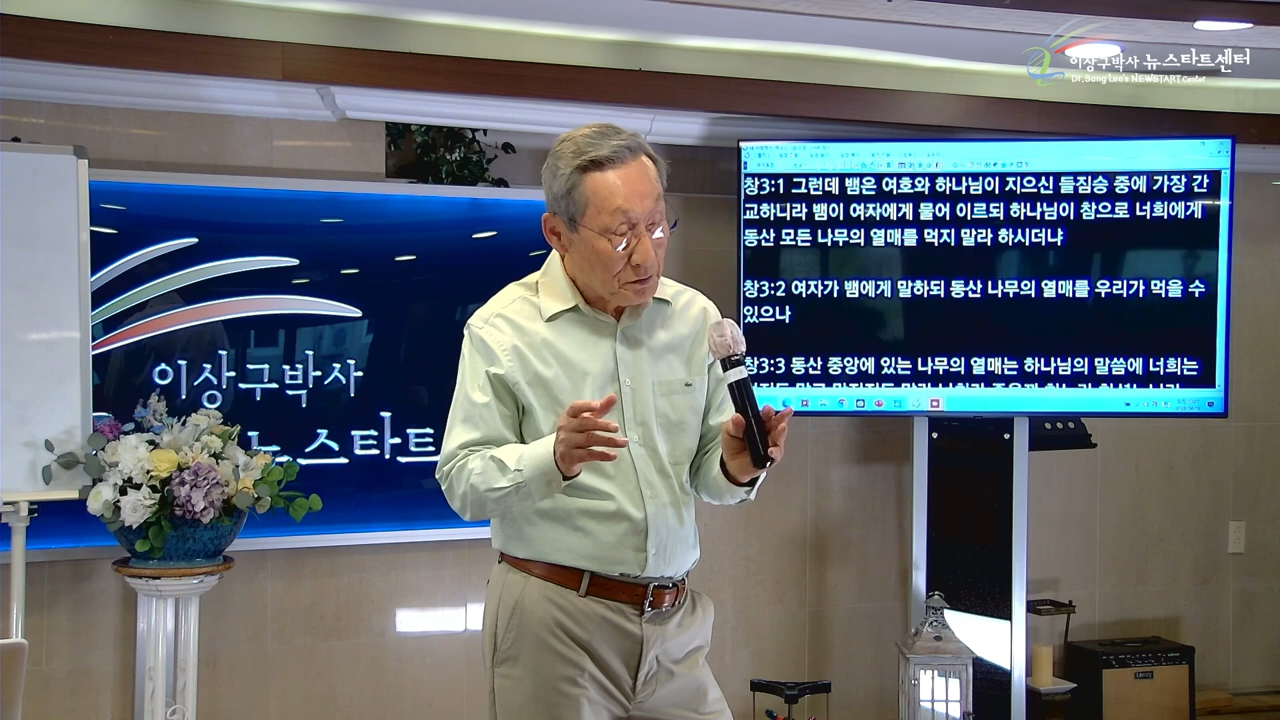 이상구박사 뉴스타트센터
Dr. Sang Lee's NEWSTART Center
창3:1 그런데 뱀은 여호와 하나님이 지으신 들짐승 중에 가장 간
교하니라 뱀이 여자에게 물어 이르되 하나님이 참으로 너희에게
동산 모든 나무의 열매를 먹지 말라 하시더냐
창3:2 여자가 뱀에게 말하되 동산 나무의 열매를 우리가 먹을 수
있으나
창3:3 동산 중앙에 있는 나무의 열매는 하나님의 말씀에 너희는
이상구박사
뉴스타트
Laney